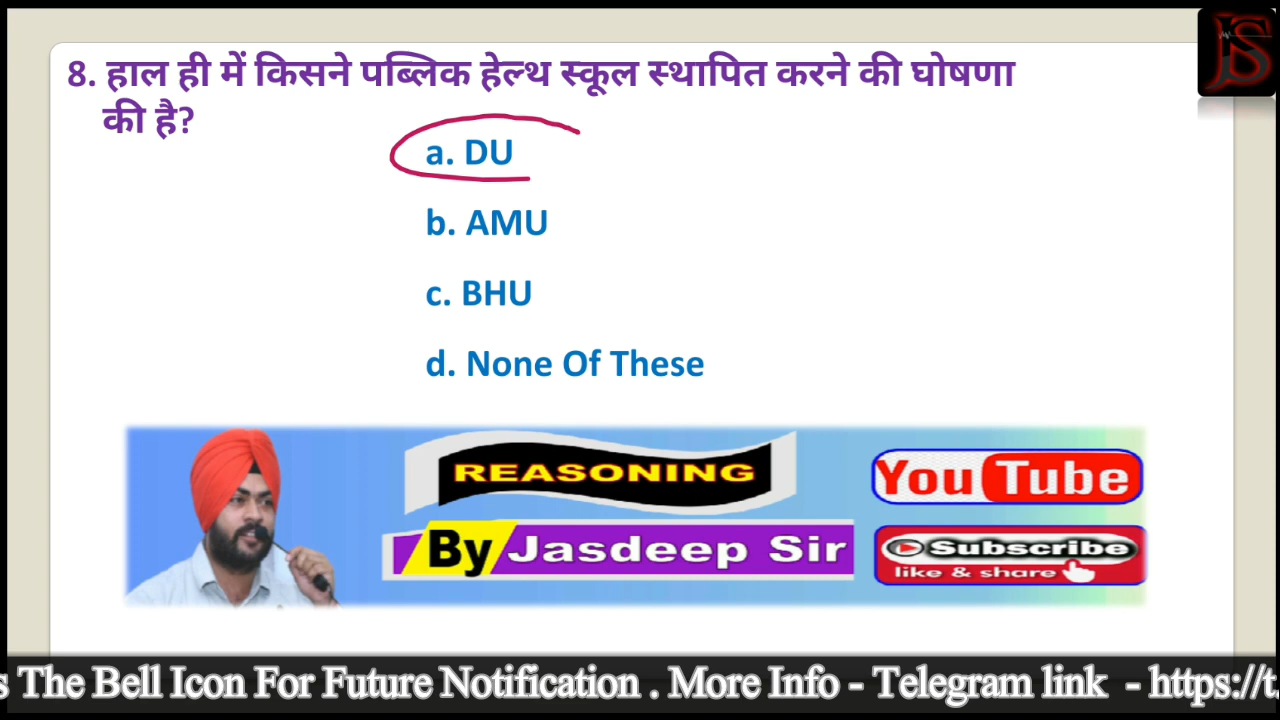 8. हाल ही में किसने पब्लिक हेल्थ स्कूल स्थापित करने की घोषणा
की है?
a. DU
b. AMU
c. BHU
d. None Of These
REASONING
By Jasdeep Sir
YouTube
Subscribe
like & share
JS
s The Bell Icon For Future Notification . More Info - Telegram link - https://t.